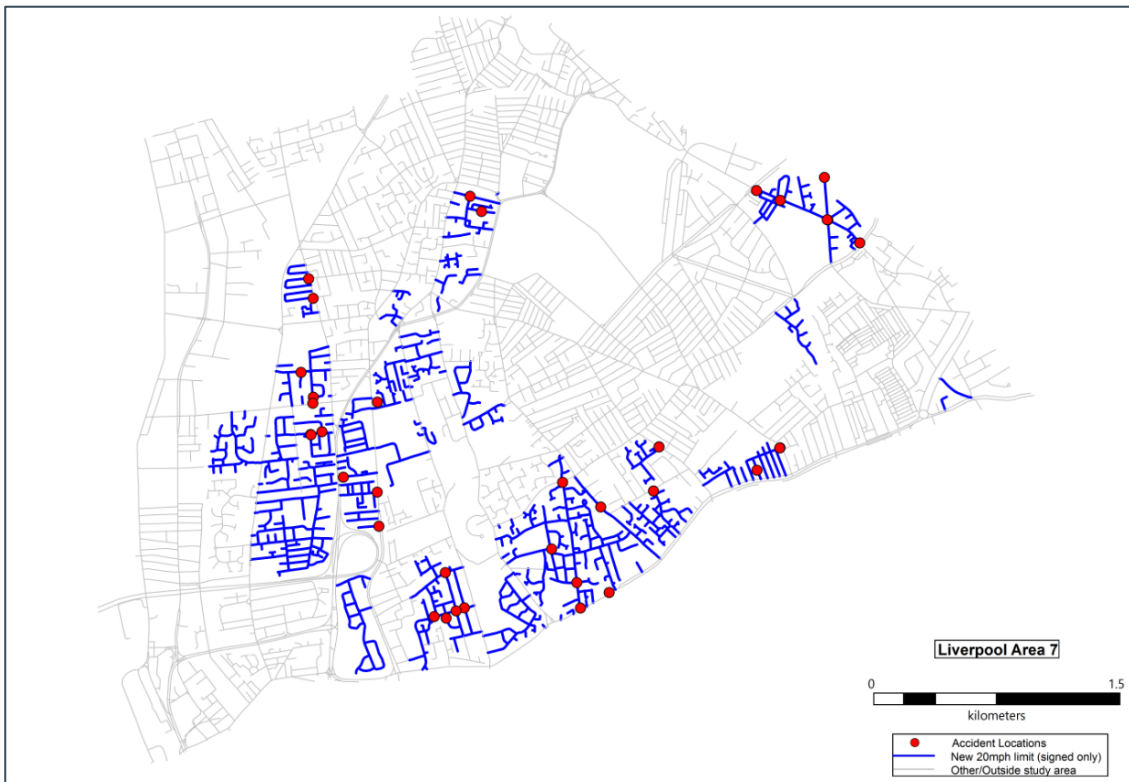 Liverpool Area 7
0 1.5
kilometers
Accident Locations
New 20mph limit (signed only)
Other/Outside study area